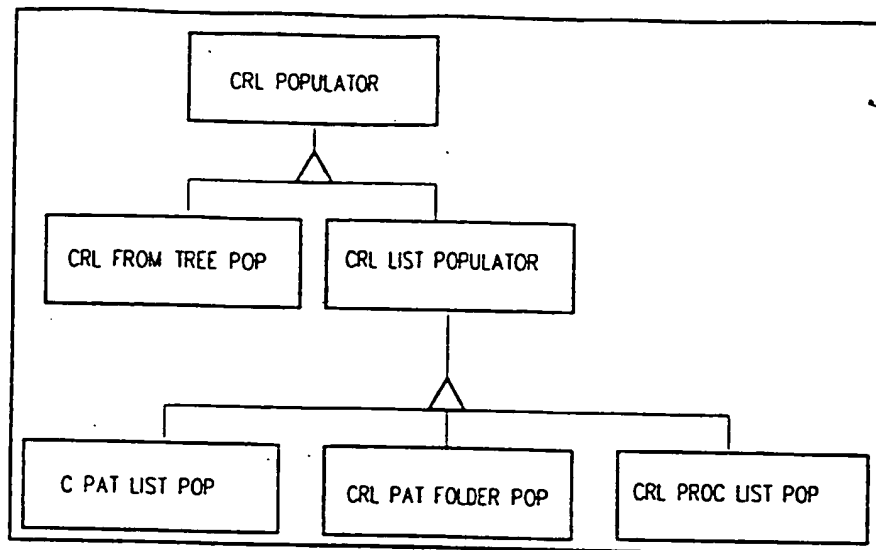 CRL POPULATOR
CRL FROM TREE POP
CRL LIST POPULATOR
C PAT LIST POP
CRL PAT FOLDER POP
CRL PROC LIST POP